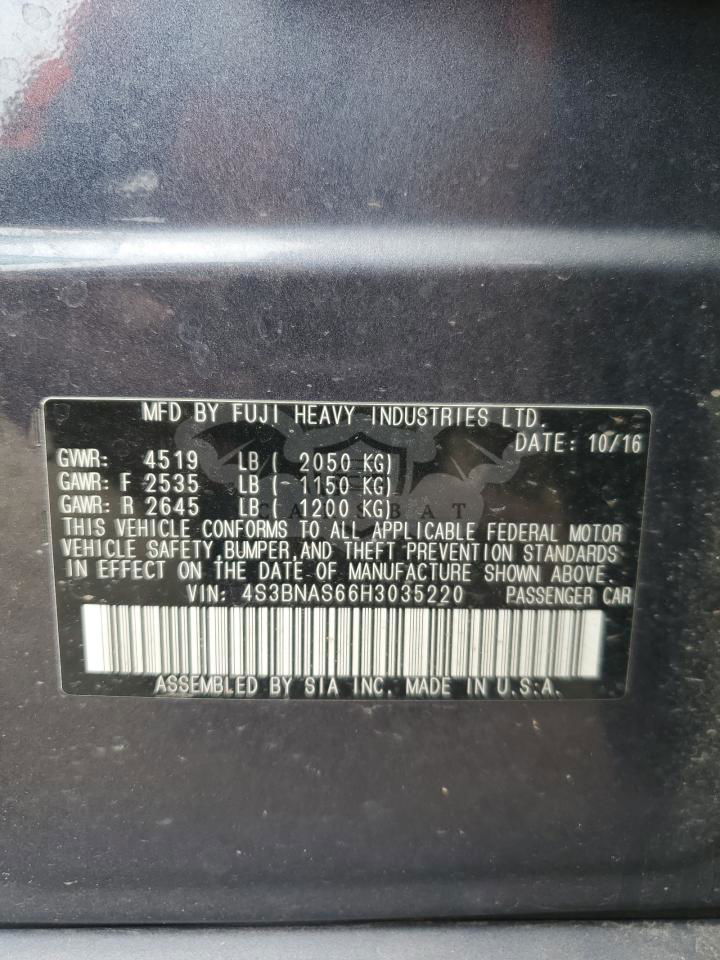 MFD BY FUJI HEAVY INDUSTRIES LTD.
DATE: 10/16
GVWR: 4519 LB ( 2050 KG)
GAWR: F 2535 LB ( 1150 KG)
GAWR: R 2645 LB ( 1200 KG)
CARSBAT
THIS VEHICLE CONFORMS TO ALL APPLICABLE FEDERAL MOTOR
VEHICLE SAFETY,BUMPER,AND THEFT PREVENTION STANDARDS
IN EFFECT ON THE DATE OF MANUFACTURE SHOWN ABOVE.
VIN: 4S3BNAS66H3035220 PASSENGER CAR
ASSEMBLED BY SIA INC. MADE IN U.S.A.